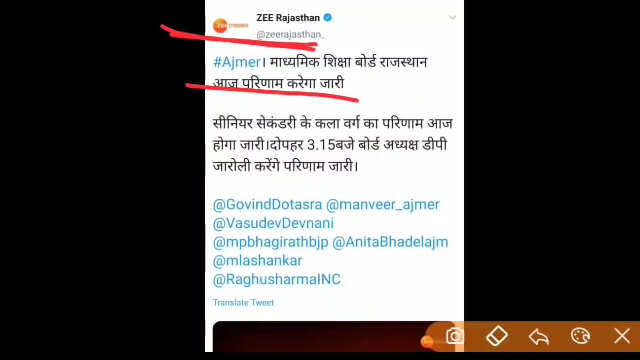 ZEE Rajasthan
@zeerajasthan_
#Ajmer। माध्यमिक शिक्षा बोर्ड राजस्थान
आज परिणाम करेगा जारी
सीनियर सेकंडरी के कला वर्ग का परिणाम आज
होगा जारी।दोपहर 3.15बजे बोर्ड अध्यक्ष डीपी
जारोली करेंगे परिणाम जारी।
@GovindDotasra @manveer_ajmer
@VasudevDevnani
@mpbhagirathbjp @AnitaBhadelajm
@mlashankar
@RaghusharmaINC
Translate Tweet